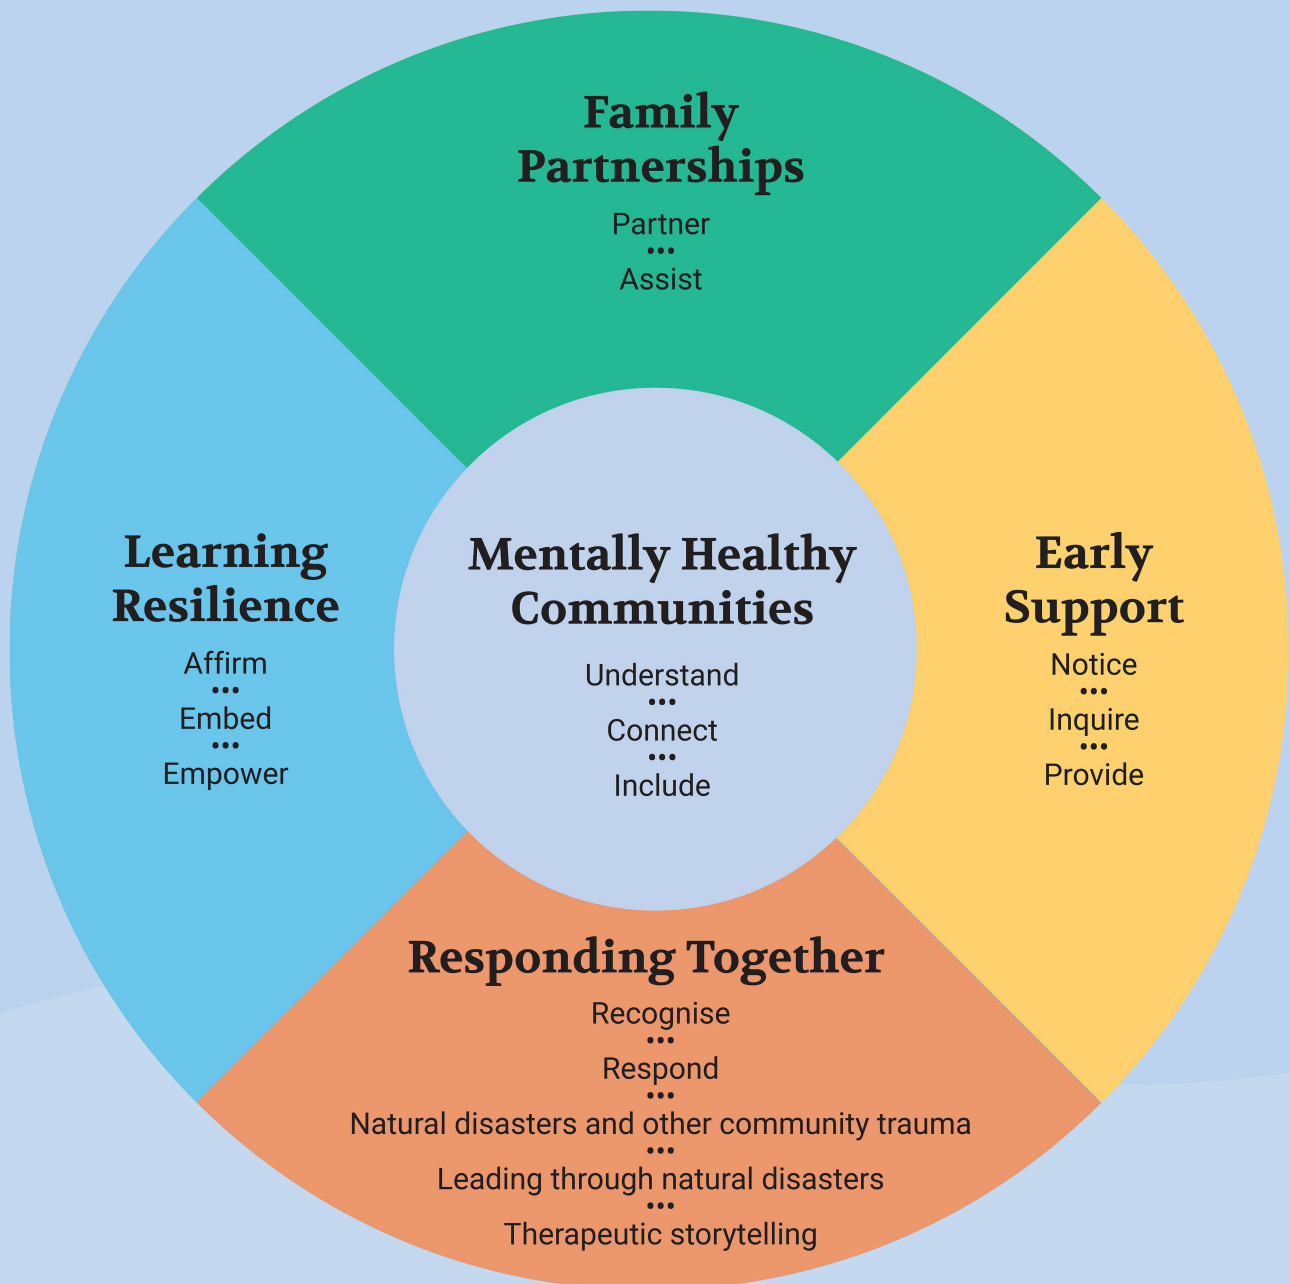 Family
Partnerships
Partner
•••
Assist
Learning
Resilience
Affirm
•••
Embed
•••
Empower
Mentally Healthy
Communities
Understand
•••
Connect
•••
Include
Early
Support
Notice
•••
Inquire
•••
Provide
Responding Together
Recognise
•••
Respond
•••
Natural disasters and other community trauma
•••
Leading through natural disasters
•••
Therapeutic storytelling